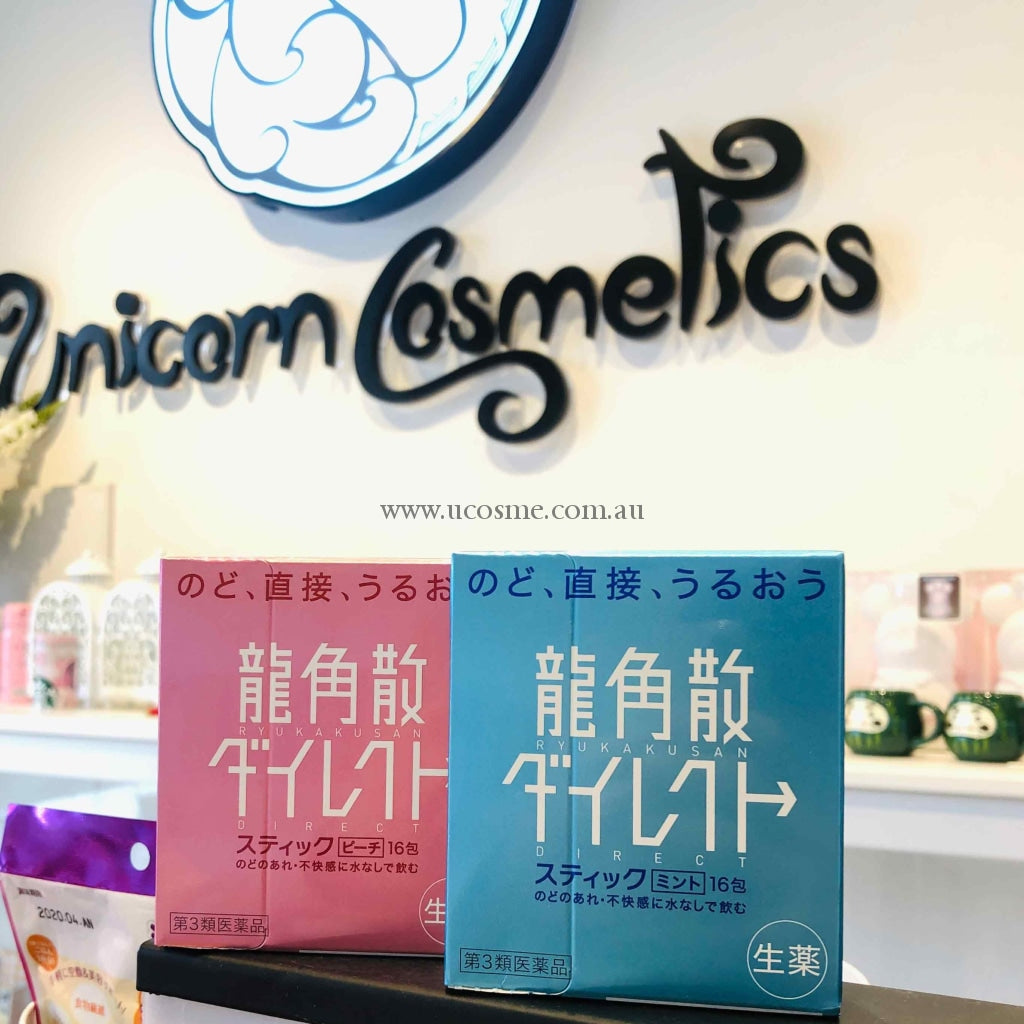 Unicorn Cosmetics
www.ucosme.com.au
のど、直接、うるお
龍角散
RYUKAKUSAN
ダイレクト
DIRECT
スティック ピーチ 16包
のどのあれ・不快感に水なしで飲む
第3類医薬品
生
のど、直接、うるおう
龍角散
RYUKAKUSAN
ダイレクト
DIRECT
スティック ミント 16包
のどのあれ・不快感に水なしで飲む
第3類医薬品
生薬
2020.04.AN
食物繊維